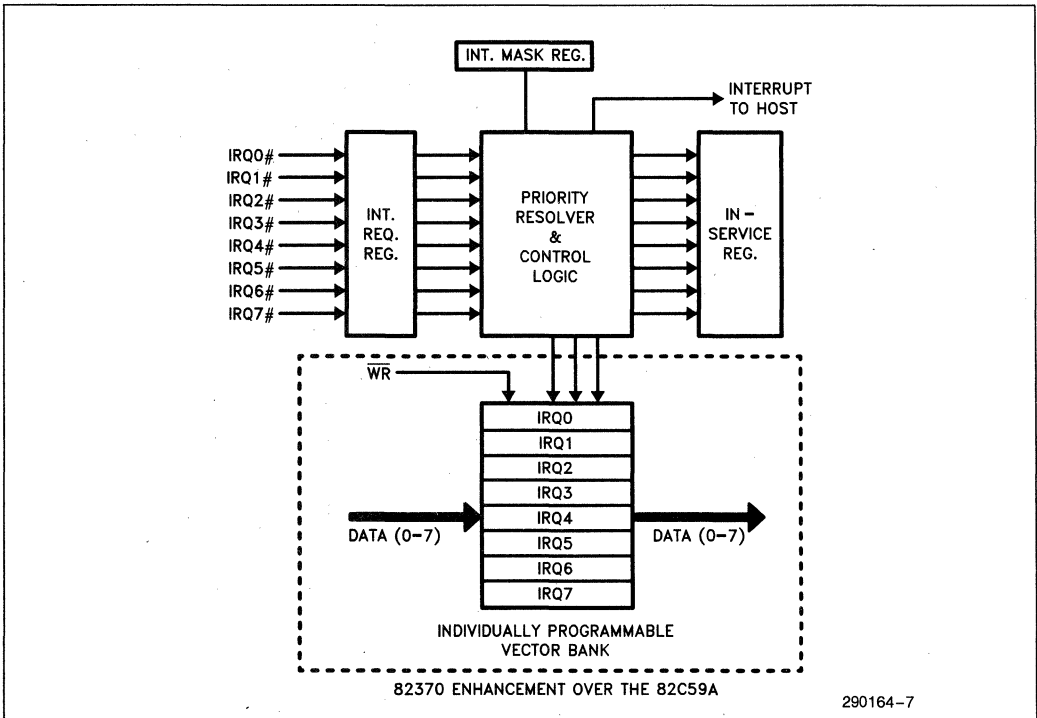 INT. MASK REG.
INTERRUPT
TO HOST
IRQ0#
IRQ1#
IRQ2#
IRQ3#
IRQ4#
IRQ5#
IRQ6#
IRQ7#
INT.
REQ.
REG.
PRIORITY
RESOLVER
&
CONTROL
LOGIC
IN-
SERVICE
REG.
W̅R̅
IRQ0
IRQ1
IRQ2
IRQ3
IRQ4
IRQ5
IRQ6
IRQ7
DATA (0-7)
DATA (0-7)
INDIVIDUALLY PROGRAMMABLE
VECTOR BANK
82370 ENHANCEMENT OVER THE 82C59A
290164-7